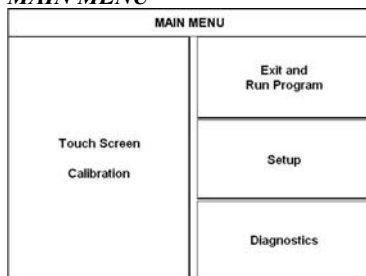 MAIN MENU
MAIN MENU
Touch Screen
Calibration
Exit and
Run Program
Setup
Diagnostics